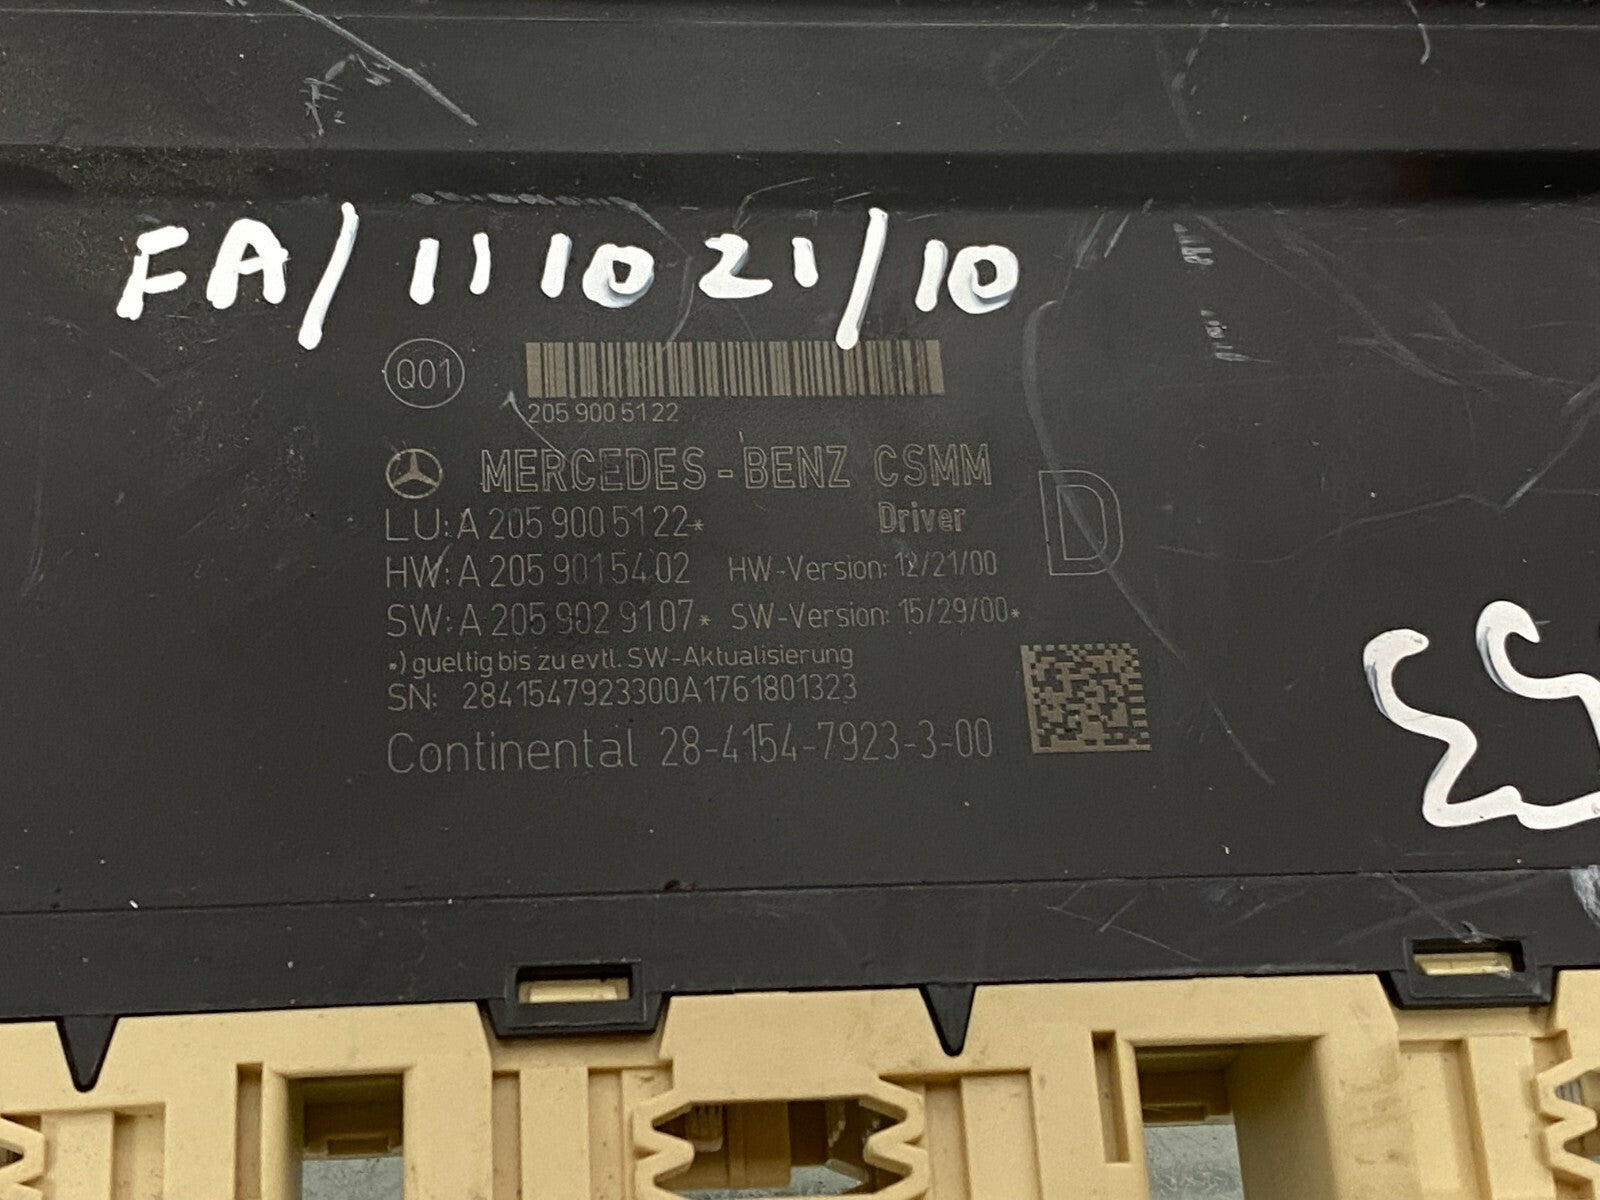 FA/11 10 21/10
Q01
205 900 51 22
MERCEDES-BENZ CSMM
LU: A 205 900 51 22* Driver
D
HW: A 205 901 54 02 HW-Version: 12/21/00
SW: A 205 902 91 07* SW-Version: 15/29/00*
*) gueltig bis zu evtl. SW-Aktualisierung
SN: 2841547923300A1761801323
Continental 28-4154-7923-3-00